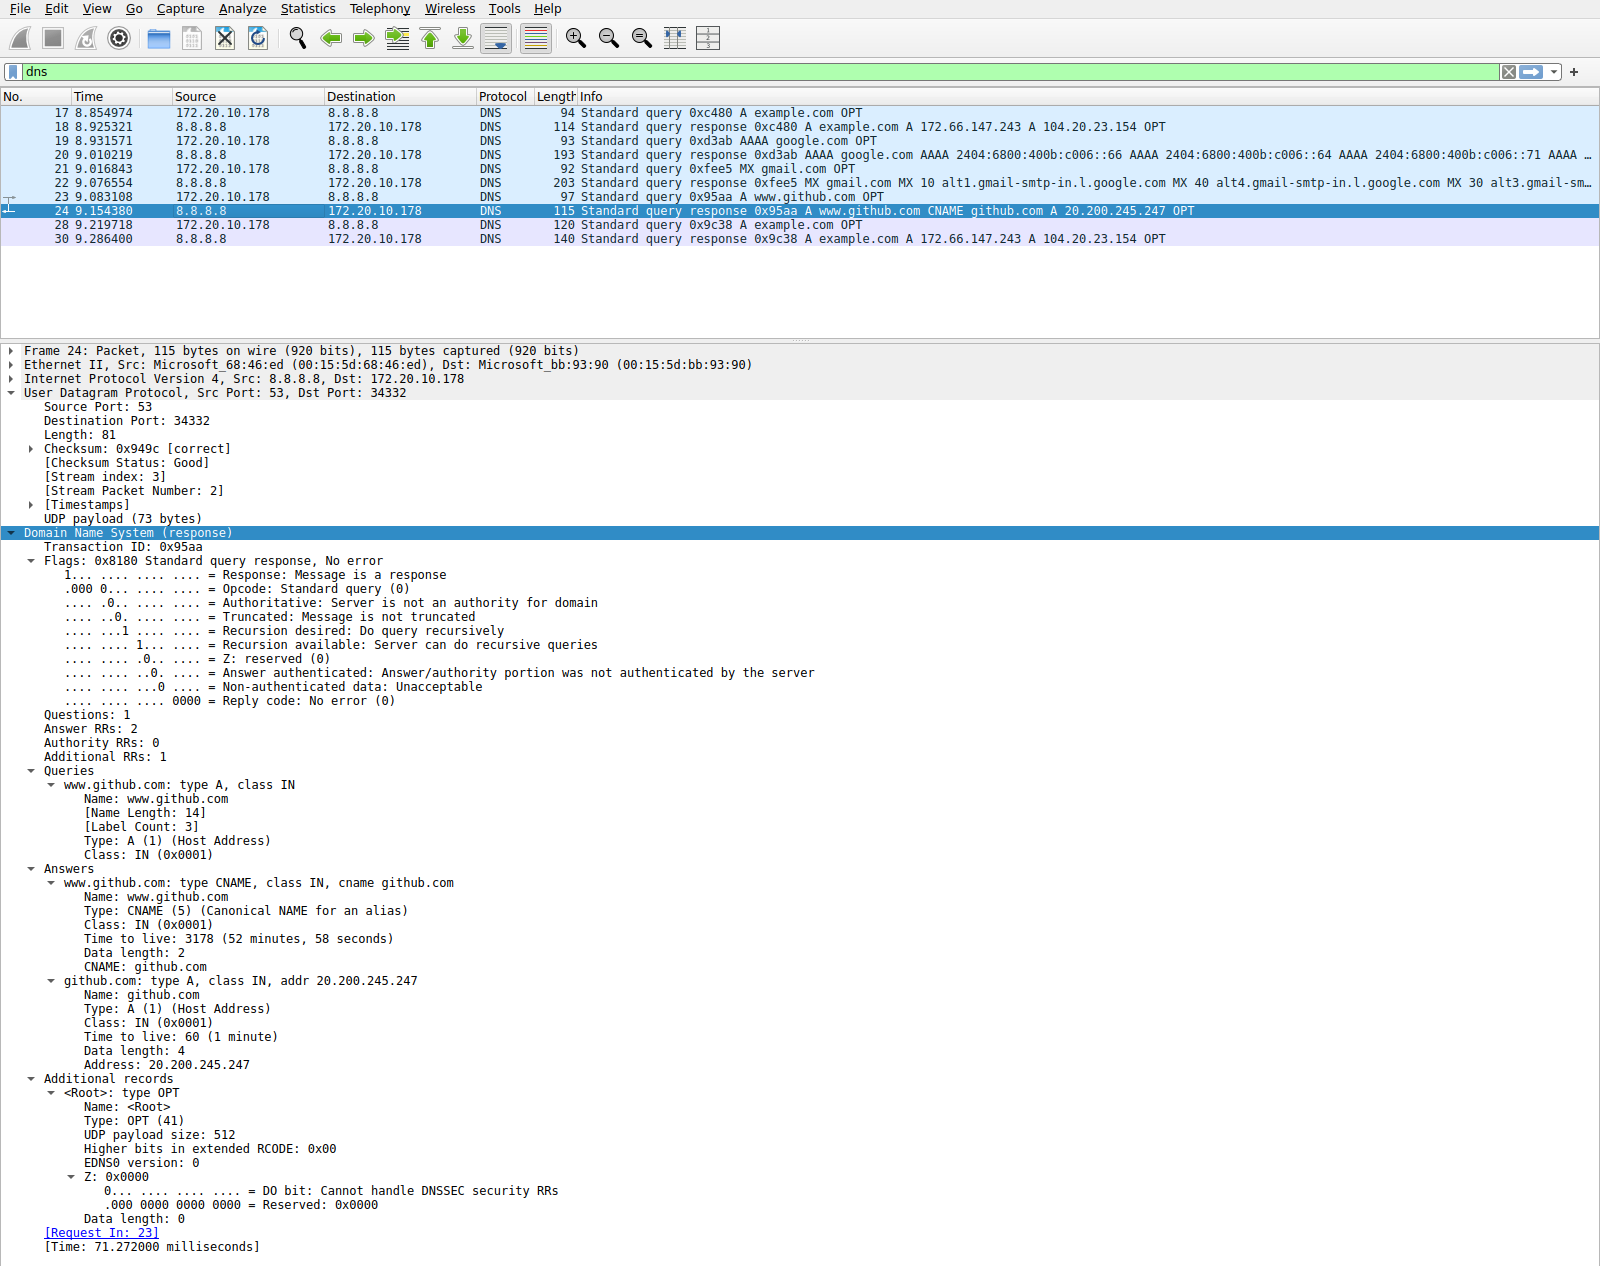 File Edit View Go Capture Analyze Statistics Telephony Wireless Tools Help
dns
No. Time Source Destination Protocol Length Info
17 8.854974 172.20.10.178 8.8.8.8 DNS 94 Standard query 0xc480 A example.com OPT
18 8.925321 8.8.8.8 172.20.10.178 DNS 114 Standard query response 0xc480 A example.com A 172.66.147.243 A 104.20.23.154 OPT
19 8.931571 172.20.10.178 8.8.8.8 DNS 93 Standard query 0xd3ab AAAA google.com OPT
20 9.010219 8.8.8.8 172.20.10.178 DNS 193 Standard query response 0xd3ab AAAA google.com AAAA 2404:6800:400b:c006::66 AAAA 2404:6800:400b:c006::64 AAAA 2404:6800:400b:c006::71 AAAA …
21 9.016843 172.20.10.178 8.8.8.8 DNS 92 Standard query 0xfee5 MX gmail.com OPT
22 9.076554 8.8.8.8 172.20.10.178 DNS 203 Standard query response 0xfee5 MX gmail.com MX 10 alt1.gmail-smtp-in.l.google.com MX 40 alt4.gmail-smtp-in.l.google.com MX 30 alt3.gmail-sm…
23 9.083108 172.20.10.178 8.8.8.8 DNS 97 Standard query 0x95aa A www.github.com OPT
24 9.154380 8.8.8.8 172.20.10.178 DNS 115 Standard query response 0x95aa A www.github.com CNAME github.com A 20.200.245.247 OPT
28 9.219718 172.20.10.178 8.8.8.8 DNS 120 Standard query 0x9c38 A example.com OPT
30 9.286400 8.8.8.8 172.20.10.178 DNS 140 Standard query response 0x9c38 A example.com A 172.66.147.243 A 104.20.23.154 OPT
Frame 24: Packet, 115 bytes on wire (920 bits), 115 bytes captured (920 bits)
Ethernet II, Src: Microsoft_68:46:ed (00:15:5d:68:46:ed), Dst: Microsoft_bb:93:90 (00:15:5d:bb:93:90)
Internet Protocol Version 4, Src: 8.8.8.8, Dst: 172.20.10.178
User Datagram Protocol, Src Port: 53, Dst Port: 34332
Source Port: 53
Destination Port: 34332
Length: 81
Checksum: 0x949c [correct]
[Checksum Status: Good]
[Stream index: 3]
[Stream Packet Number: 2]
[Timestamps]
UDP payload (73 bytes)
Domain Name System (response)
Transaction ID: 0x95aa
Flags: 0x8180 Standard query response, No error
1... .... .... .... = Response: Message is a response
.000 0... .... .... = Opcode: Standard query (0)
.... .0.. .... .... = Authoritative: Server is not an authority for domain
.... ..0. .... .... = Truncated: Message is not truncated
.... ...1 .... .... = Recursion desired: Do query recursively
.... .... 1... .... = Recursion available: Server can do recursive queries
.... .... .0.. .... = Z: reserved (0)
.... .... ..0. .... = Answer authenticated: Answer/authority portion was not authenticated by the server
.... .... ...0 .... = Non-authenticated data: Unacceptable
.... .... .... 0000 = Reply code: No error (0)
Questions: 1
Answer RRs: 2
Authority RRs: 0
Additional RRs: 1
Queries
www.github.com: type A, class IN
Name: www.github.com
[Name Length: 14]
[Label Count: 3]
Type: A (1) (Host Address)
Class: IN (0x0001)
Answers
www.github.com: type CNAME, class IN, cname github.com
Name: www.github.com
Type: CNAME (5) (Canonical NAME for an alias)
Class: IN (0x0001)
Time to live: 3178 (52 minutes, 58 seconds)
Data length: 2
CNAME: github.com
github.com: type A, class IN, addr 20.200.245.247
Name: github.com
Type: A (1) (Host Address)
Class: IN (0x0001)
Time to live: 60 (1 minute)
Data length: 4
Address: 20.200.245.247
Additional records
<Root>: type OPT
Name: <Root>
Type: OPT (41)
UDP payload size: 512
Higher bits in extended RCODE: 0x00
EDNS0 version: 0
Z: 0x0000
0... .... .... .... = DO bit: Cannot handle DNSSEC security RRs
.000 0000 0000 0000 = Reserved: 0x0000
Data length: 0
[Request In: 23]
[Time: 71.272000 milliseconds]